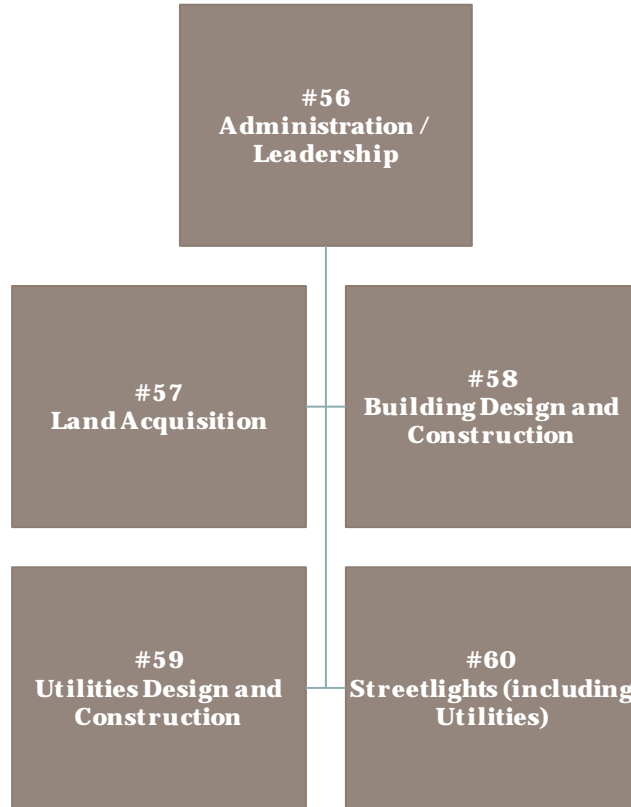 #56
Administration /
Leadership
#57
Land Acquisition
#58
Building Design and
Construction
#59
Utilities Design and
Construction
#60
Streetlights (including
Utilities)